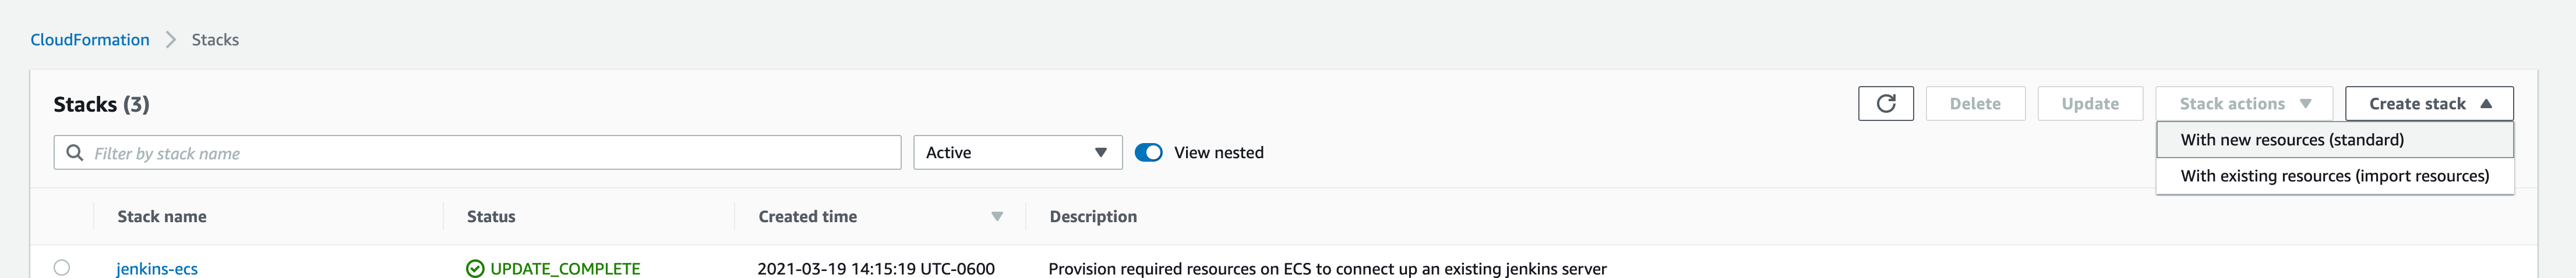 CloudFormation > Stacks
Stacks (3)
Delete
Update
Stack actions
Create stack
With new resources (standard)
With existing resources (import resources)
Filter by stack name
Active
View nested
Stack name Status Created time Description
jenkins-ecs UPDATE_COMPLETE 2021-03-19 14:15:19 UTC-0600 Provision required resources on ECS to connect up an existing jenkins server